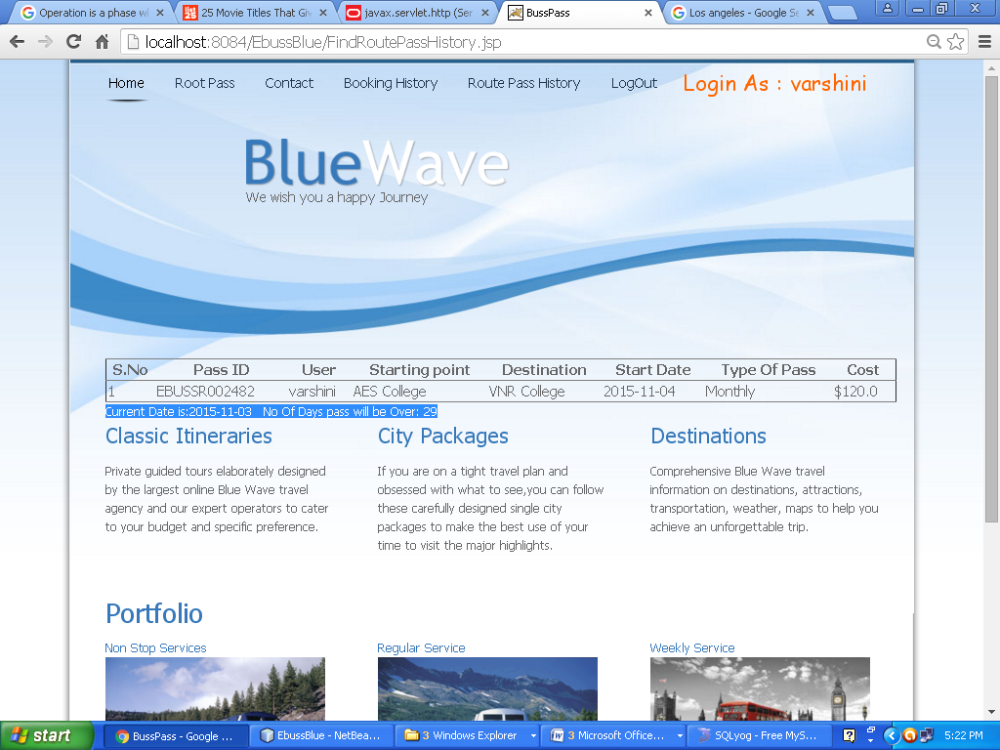 Operation is a phase wh
25 Movie Titles That Giv
javax.servlet.http (Ser
BussPass
Los angeles - Google Se
localhost:8084/EbussBlue/FindRoutePassHistory.jsp
Home Root Pass Contact Booking History Route Pass History LogOut Login As : varshini
BlueWave
We wish you a happy Journey
S.No Pass ID User Starting point Destination Start Date Type Of Pass Cost
1 EBUSSR002482 varshini AES College VNR College 2015-11-04 Monthly $120.0
Current Date is:2015-11-03 No Of Days pass will be Over: 29
Classic Itineraries
Private guided tours elaborately designed
by the largest online Blue Wave travel
agency and our expert operators to cater
to your budget and specific preference.
City Packages
If you are on a tight travel plan and
obsessed with what to see,you can follow
these carefully designed single city
packages to make the best use of your
time to visit the major highlights.
Destinations
Comprehensive Blue Wave travel
information on destinations, attractions,
transportation, weather, maps to help you
achieve an unforgettable trip.
Portfolio
Non Stop Services
Regular Service
Weekly Service
start BussPass - Google ... EbussBlue - NetBea... 3 Windows Explorer 3 Microsoft Office... SQLyog - Free MyS... 5:22 PM